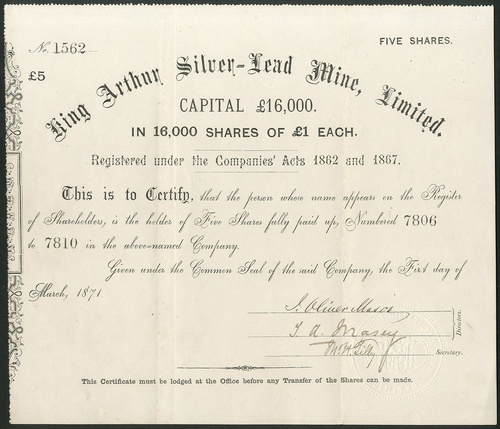 No. 1562
FIVE SHARES.
£5
King Arthur Silver-Lead Mine, Limited.
CAPITAL £16,000.
IN 16,000 SHARES OF £1 EACH.
Registered under the Companies' Acts 1862 and 1867.
This is to Certify, that the person whose name appears on the Register
of Shareholders, is the holder of Five Shares fully paid up, Numbered 7806
to 7810 in the above-named Company.
Given under the Common Seal of the said Company, the First day of
March, 1871
J. Oliver Mason
T. A. Masey
Directors.
Secretary.
This Certificate must be lodged at the Office before any Transfer of the Shares can be made.